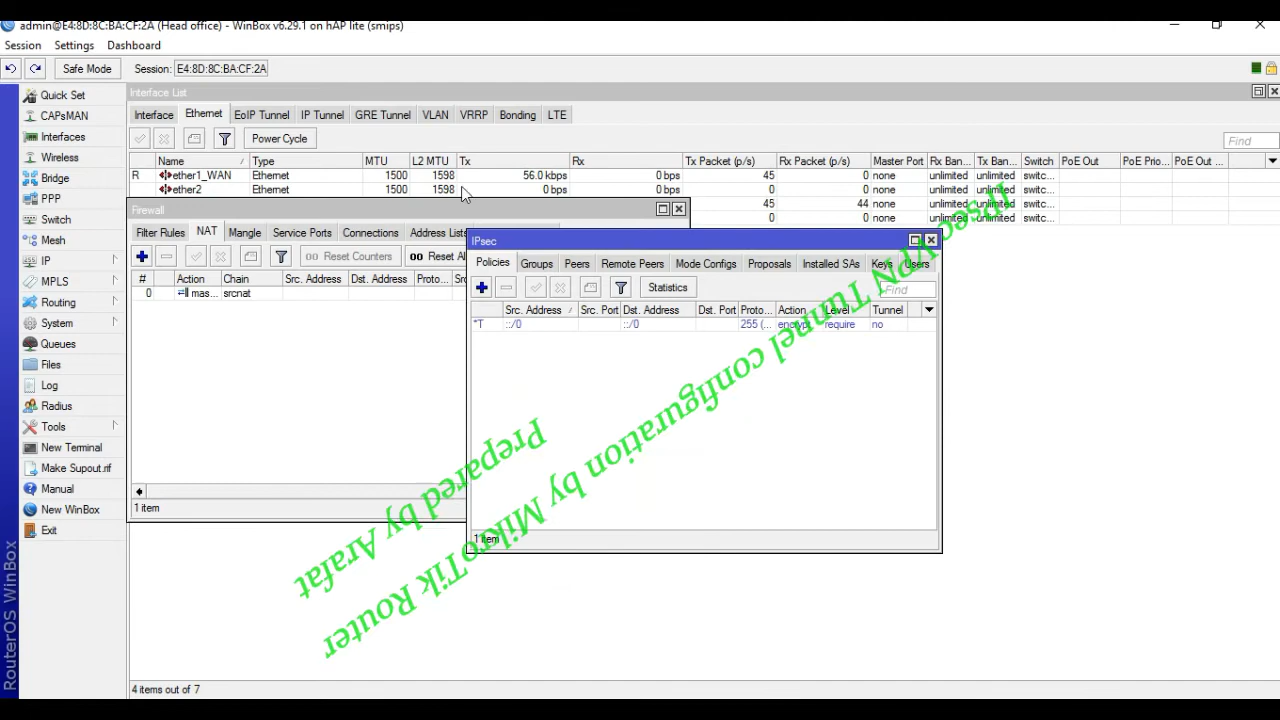 admin@E4:8D:8C:BA:CF:2A (Head office) - WinBox v6.29.1 on hAP lite (smips)
Session Settings Dashboard
Safe Mode Session: E4:8D:8C:BA:CF:2A
Quick Set
CAPsMAN
Interfaces
Wireless
Bridge
PPP
Switch
Mesh
IP
MPLS
Routing
System
Queues
Files
Log
Radius
Tools
New Terminal
Make Supout.rif
Manual
New WinBox
Exit
RouterOS WinBox
Interface List
Interface Ethernet EoIP Tunnel IP Tunnel GRE Tunnel VLAN VRRP Bonding LTE
Power Cycle Find
Name Type MTU L2 MTU Tx Rx Tx Packet (p/s) Rx Packet (p/s) Master Port Rx Ban... Tx Ban... Switch PoE Out PoE Prio... PoE Out ...
R ether1_WAN Ethernet 1500 1598 56.0 kbps 0 bps 45 0 none unlimited unlimited switc...
ether2 Ethernet 1500 1598 0 bps 0 bps 0 0 none unlimited unlimited switc...
45 44 none unlimited unlimited switc...
0 0 none unlimited unlimited switc...
Firewall
Filter Rules NAT Mangle Service Ports Connections Address Lists
00 Reset Counters 00 Reset Al
# Action Chain Src. Address Dst. Address Proto... Src
0 mas... srcnat
1 item
IPsec
Policies Groups Peers Remote Peers Mode Configs Proposals Installed SAs Keys Users
Statistics Find
Src. Address Src. Port Dst. Address Dst. Port Proto... Action Level Tunnel
*T ::/0 ::/0 255 (... encrypt require no
1 item
4 items out of 7
IPsec VPN Tunnel configuration by MikroTik Router
Prepared by Arafat